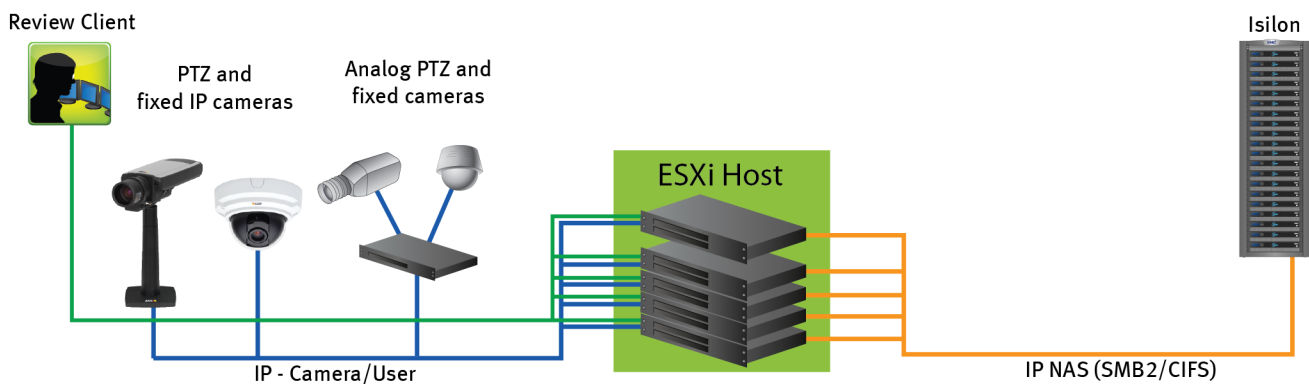 Review Client
PTZ and
fixed IP cameras
Analog PTZ and
fixed cameras
ESXi Host
Isilon
IP - Camera/User
IP NAS (SMB2/CIFS)